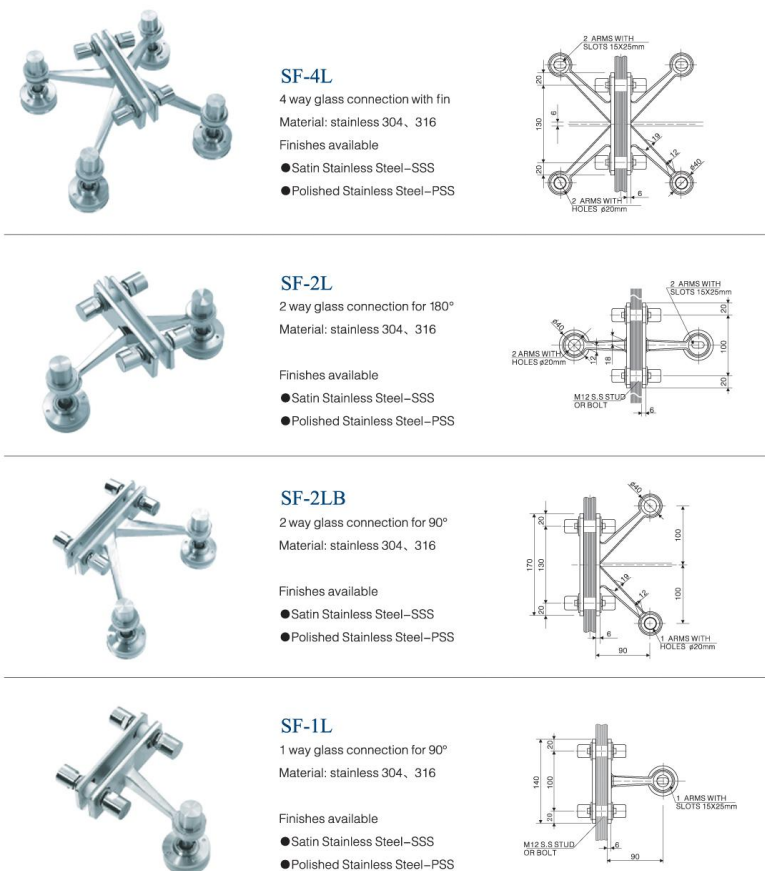 SF-4L
4 way glass connection with fin
Material: stainless 304、316
Finishes available
●Satin Stainless Steel-SSS
●Polished Stainless Steel-PSS
2 ARMS WITH
SLOTS 15X25mm
20
6
130
19
12
20
ø40
6
2 ARMS WITH
HOLES ø20mm
SF-2L
2 way glass connection for 180°
Material: stainless 304、316
Finishes available
●Satin Stainless Steel-SSS
●Polished Stainless Steel-PSS
2 ARMS WITH
SLOTS 15X25mm
20
ø40
100
2 ARMS WITH
HOLES ø20mm
12
18
20
M12 S.S STUD
OR BOLT
6
SF-2LB
2 way glass connection for 90°
Material: stainless 304、316
Finishes available
●Satin Stainless Steel-SSS
●Polished Stainless Steel-PSS
ø40
20
100
170
130
19
12
100
20
6
1 ARMS WITH
HOLES ø20mm
90
SF-1L
1 way glass connection for 90°
Material: stainless 304、316
Finishes available
●Satin Stainless Steel-SSS
●Polished Stainless Steel-PSS
20
140
100
1 ARMS WITH
SLOTS 15X25mm
20
M12 S.S STUD
OR BOLT
6
90